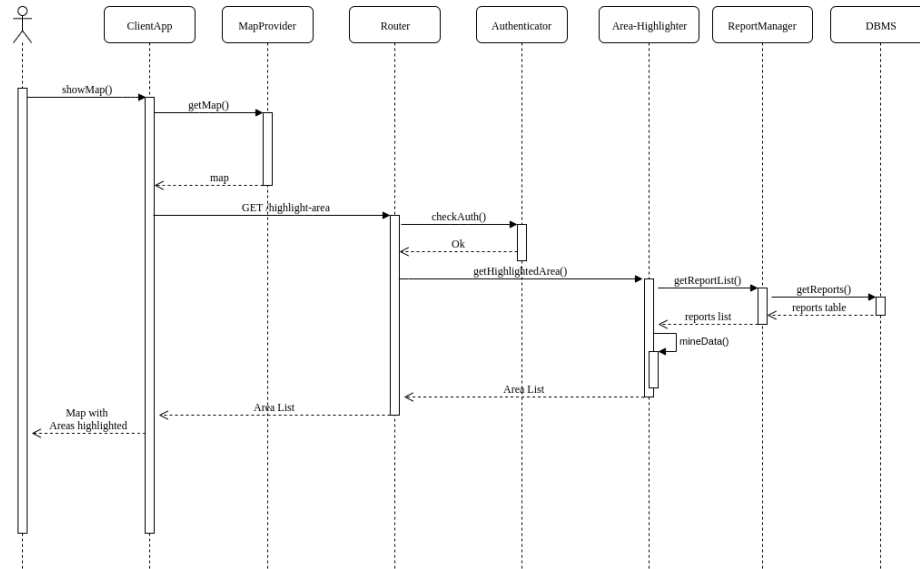 ClientApp
MapProvider
Router
Authenticator
Area-Highlighter
ReportManager
DBMS
showMap()
getMap()
map
GET /highlight-area
checkAuth()
Ok
getHighlightedArea()
getReportList()
getReports()
reports table
reports list
mineData()
Area List
Area List
Map with
Areas highlighted